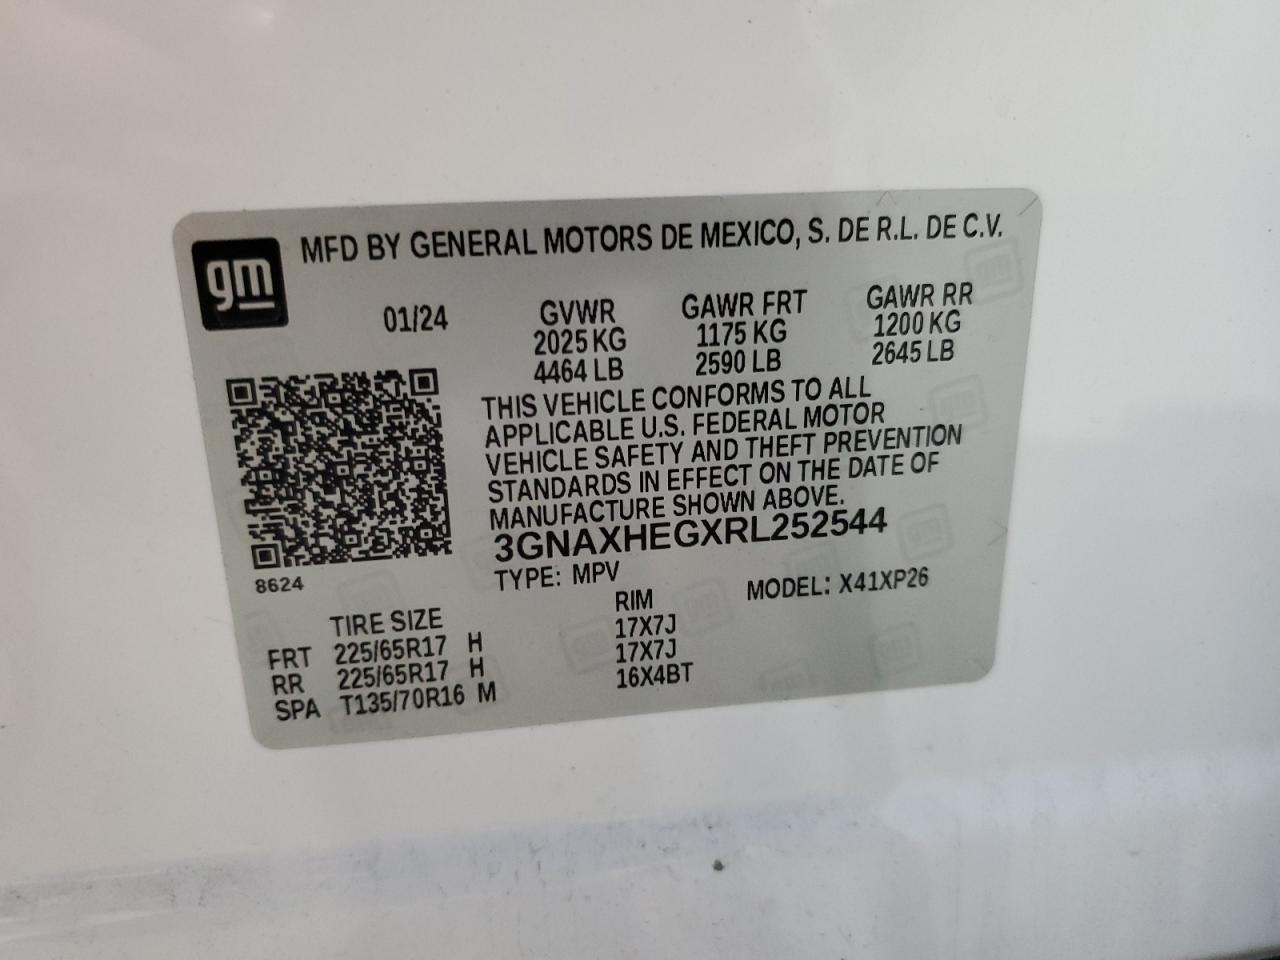 gm
MFD BY GENERAL MOTORS DE MEXICO, S. DE R.L. DE C.V.
01/24
GVWR GAWR FRT GAWR RR
2025 KG 1175 KG 1200 KG
4464 LB 2590 LB 2645 LB
THIS VEHICLE CONFORMS TO ALL
APPLICABLE U.S. FEDERAL MOTOR
VEHICLE SAFETY AND THEFT PREVENTION
STANDARDS IN EFFECT ON THE DATE OF
MANUFACTURE SHOWN ABOVE.
3GNAXHEGXRL252544
8624
TYPE: MPV MODEL: X41XP26
TIRE SIZE RIM
FRT 225/65R17 H 17X7J
RR 225/65R17 H 17X7J
SPA T135/70R16 M 16X4BT